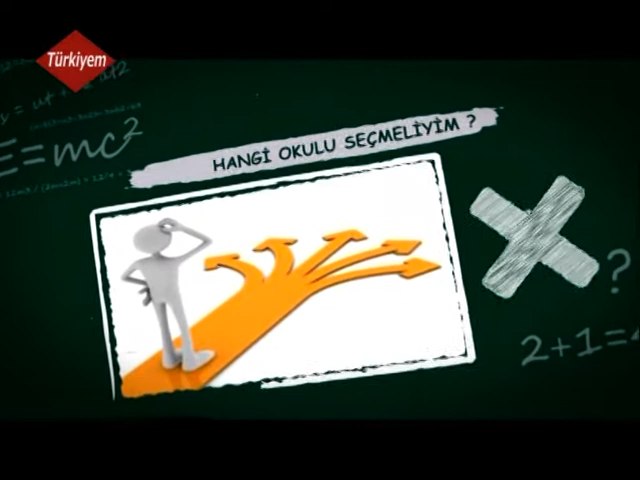 Türkiyem
E=mc²
HANGİ OKULU SEÇMELİYİM ?
?
2+1=